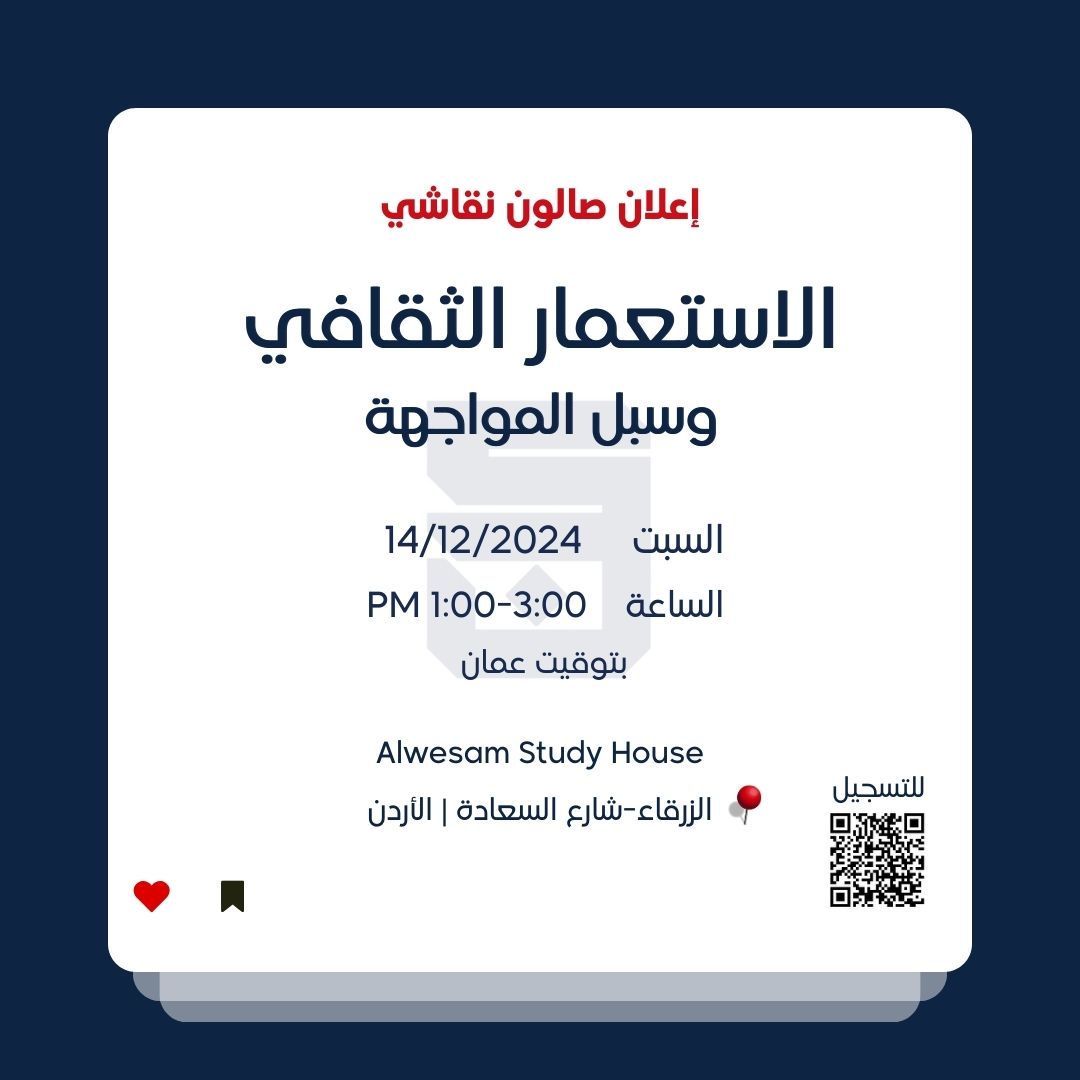 إعلان صالون نقاشي
الاستعمار الثقافي
وسبل المواجهة
السبت 14/12/2024
الساعة 1:00-3:00 PM
بتوقيت عمان
Alwesam Study House
الزرقاء-شارع السعادة | الأردن
للتسجيل